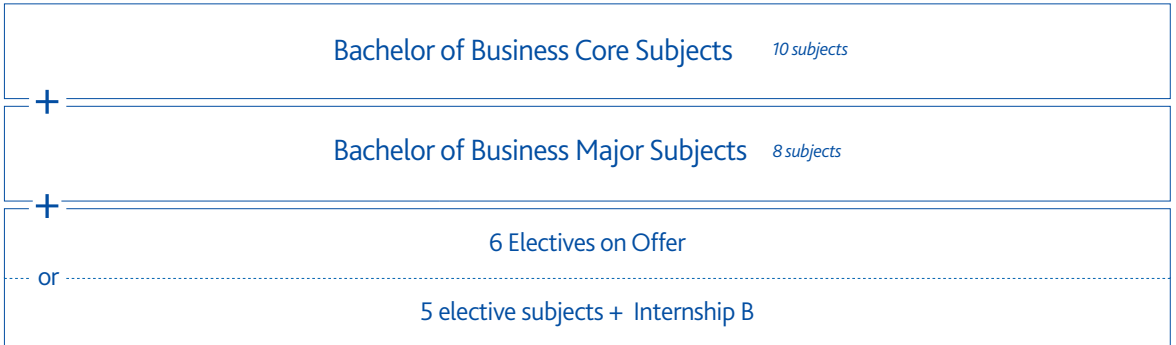 Bachelor of Business Core Subjects 10 subjects
+
Bachelor of Business Major Subjects 8 subjects
+
6 Electives on Offer
or
5 elective subjects + Internship B